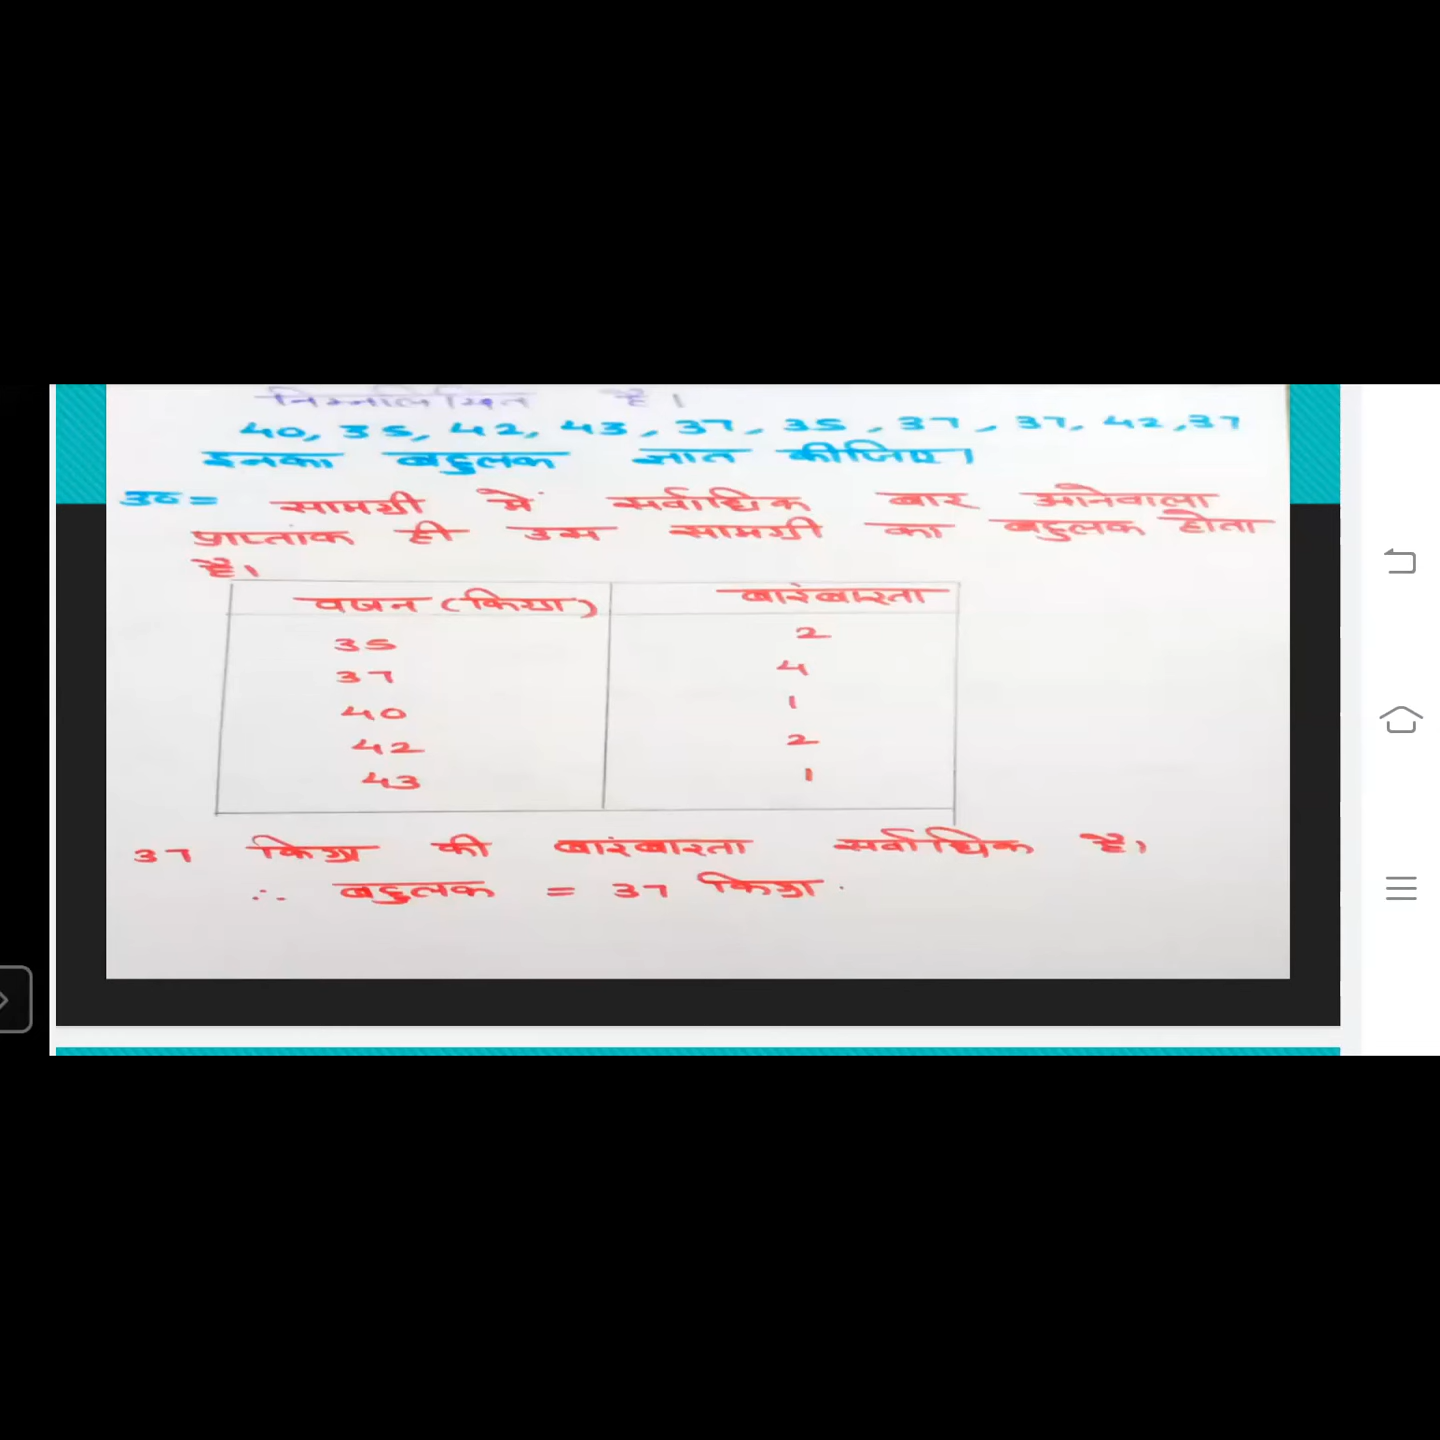 निम्नलिखित है।
40, 35, 42, 43, 37, 35, 37, 37, 42, 37
इनका बहुलक ज्ञात कीजिए।
उ०= सामग्री में सर्वाधिक बार आनेवाला
प्राप्तांक ही उस सामग्री का बहुलक होता
है।
वजन (किग्रा) बारंबारता
35 2
37 4
40 1
42 2
43 1
37 किग्रा की बारंबारता सर्वाधिक है।
∴ बहुलक = 37 किग्रा.